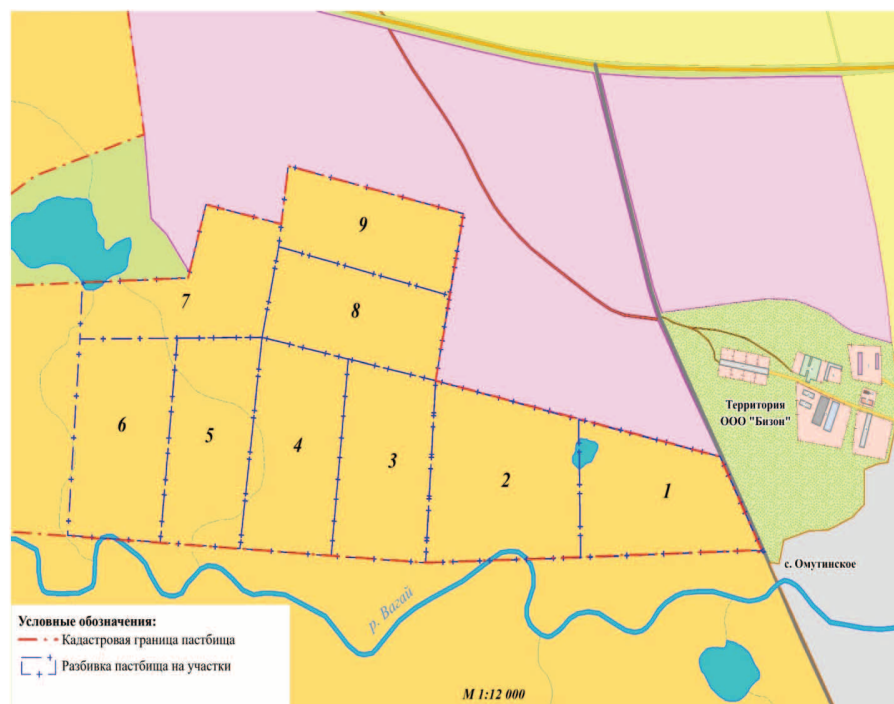 9
7
8
6
5
4
3
2
1
Территория
ООО "Бизон"
с. Омутинское
р. Вагай
Условные обозначения:
Кадастровая граница пастбища
Разбивка пастбища на участки
М 1:12 000